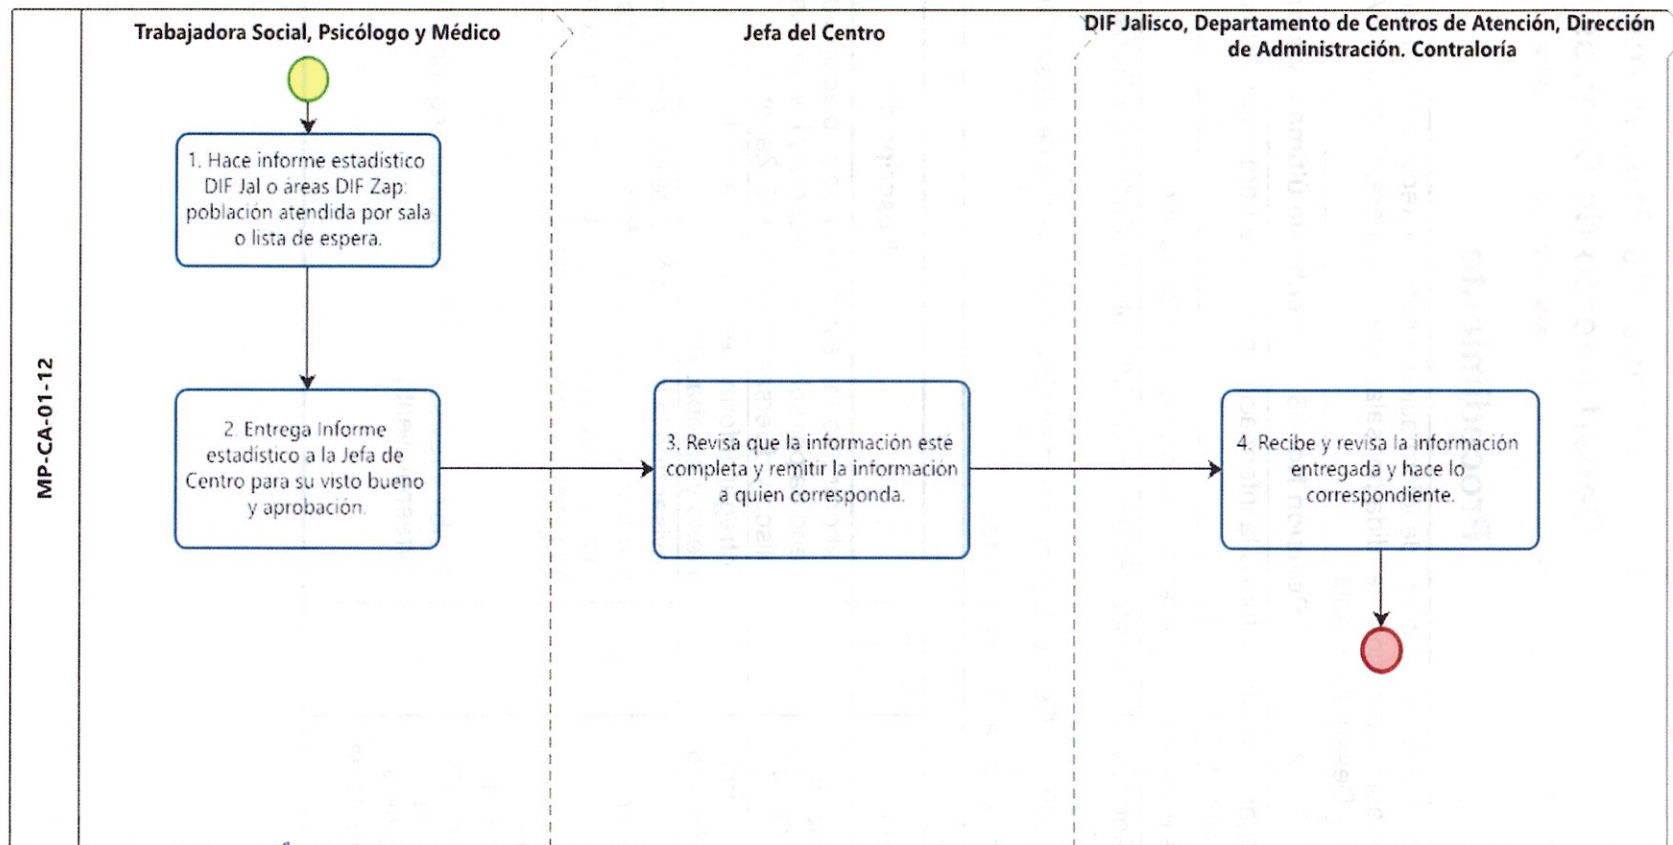 Trabajadora Social, Psicólogo y Médico
Jefa del Centro
DIF Jalisco, Departamento de Centros de Atención, Dirección
de Administración. Contraloría
MP-CA-01-12
1. Hace informe estadístico
DIF Jal o áreas DIF Zap:
población atendida por sala
o lista de espera.
2. Entrega Informe
estadístico a la Jefa de
Centro para su visto bueno
y aprobación.
3. Revisa que la información esté
completa y remitir la información
a quien corresponda.
4. Recibe y revisa la información
entregada y hace lo
correspondiente.